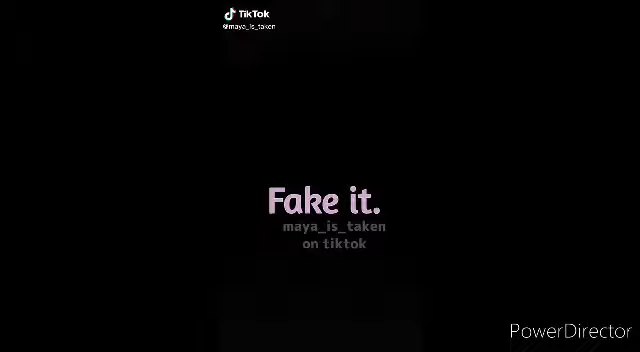 TikTok
@maya_is_taken
Fake it.
maya_is_taken
on tiktok
PowerDirector